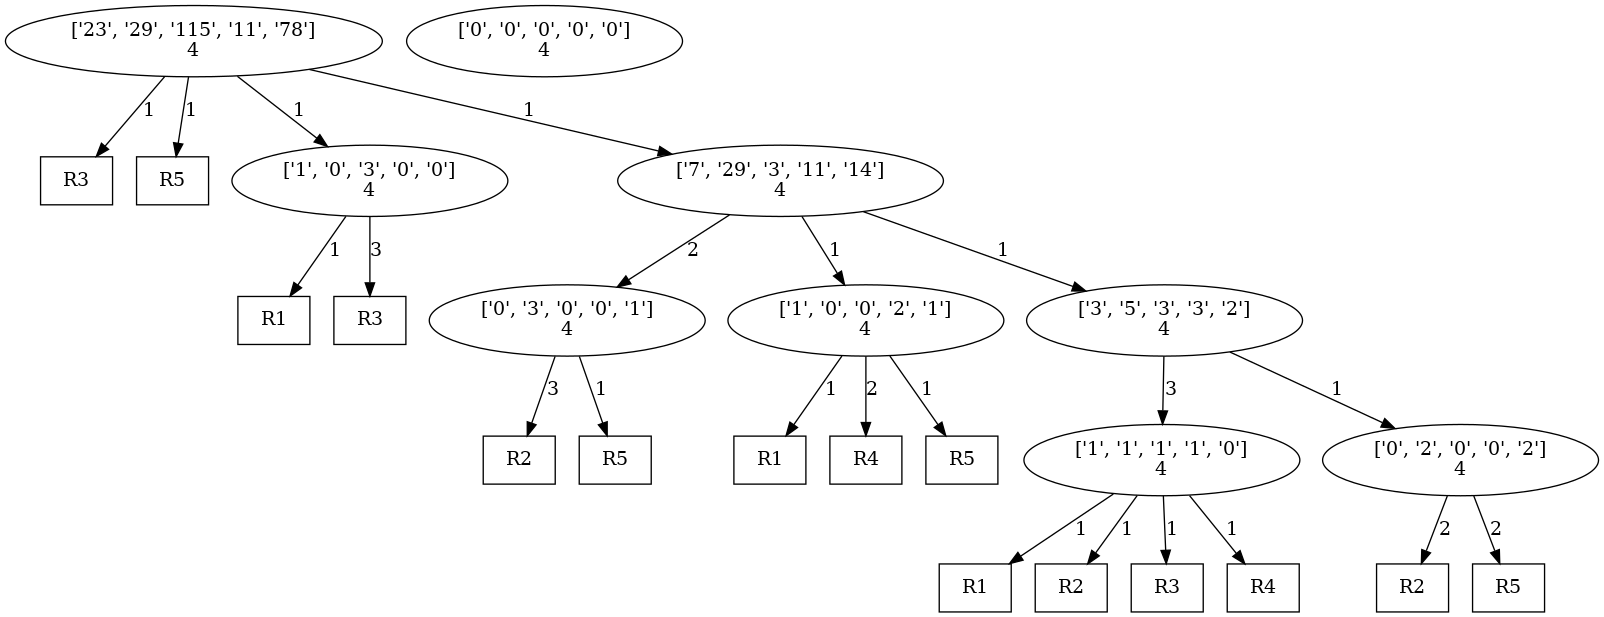 ['23', '29', '115', '11', '78']
4
['0', '0', '0', '0', '0']
4
1
1
1
1
R3
R5
['1', '0', '3', '0', '0']
4
['7', '29', '3', '11', '14']
4
1
3
2
1
1
R1
R3
['0', '3', '0', '0', '1']
4
['1', '0', '0', '2', '1']
4
['3', '5', '3', '3', '2']
4
3
1
1
2
1
3
1
R2
R5
R1
R4
R5
['1', '1', '1', '1', '0']
4
['0', '2', '0', '0', '2']
4
1
1
1
1
2
2
R1
R2
R3
R4
R2
R5